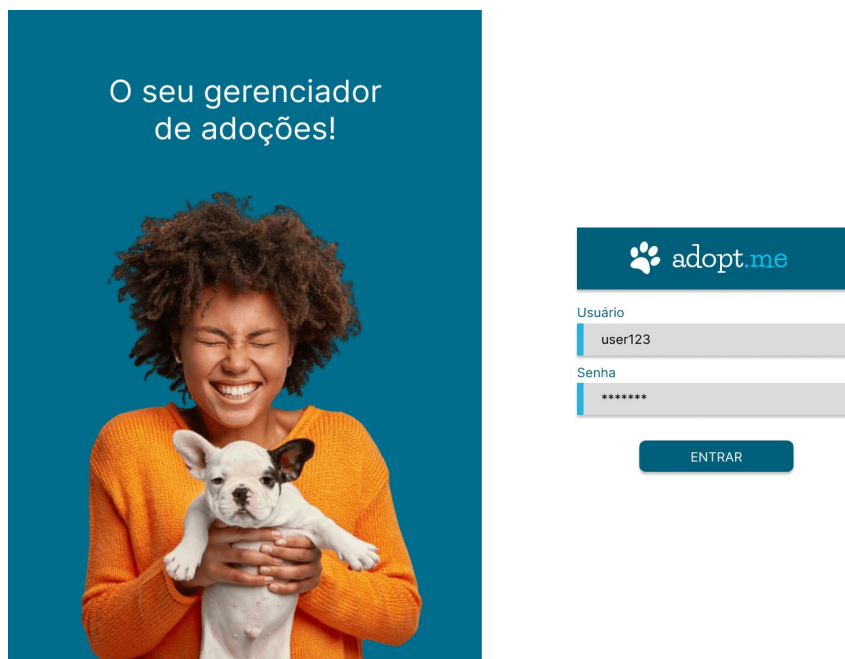 O seu gerenciador
de adoções!
adopt.me
Usuário
user123
Senha
*******
ENTRAR